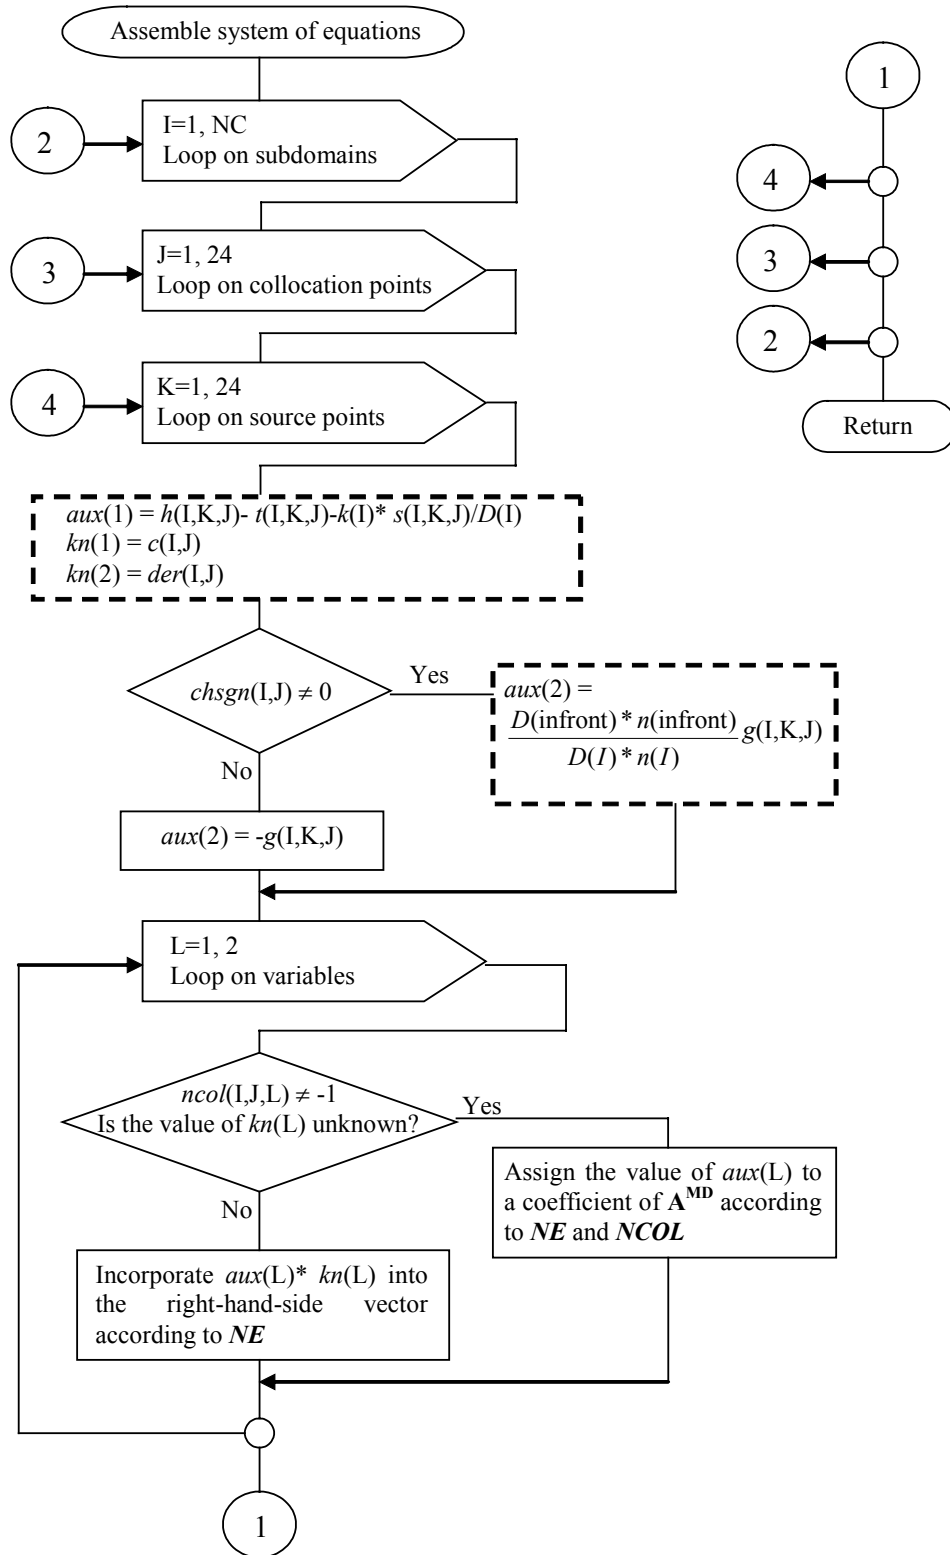 Assemble system of equations
2
I=1, NC
Loop on subdomains
3
J=1, 24
Loop on collocation points
4
K=1, 24
Loop on source points
aux(1) = h(I,K,J)- t(I,K,J)-k(I)* s(I,K,J)/D(I)
kn(1) = c(I,J)
kn(2) = der(I,J)
chsgn(I,J) ≠ 0
Yes
aux(2) =
D(infront) * n(infront)
D(I) * n(I)
g(I,K,J)
No
aux(2) = -g(I,K,J)
L=1, 2
Loop on variables
ncol(I,J,L) ≠ -1
Is the value of kn(L) unknown?
Yes
Assign the value of aux(L) to
a coefficient of A^MD according
to NE and NCOL
No
Incorporate aux(L)* kn(L) into
the right-hand-side vector
according to NE
1
1
4
3
2
Return